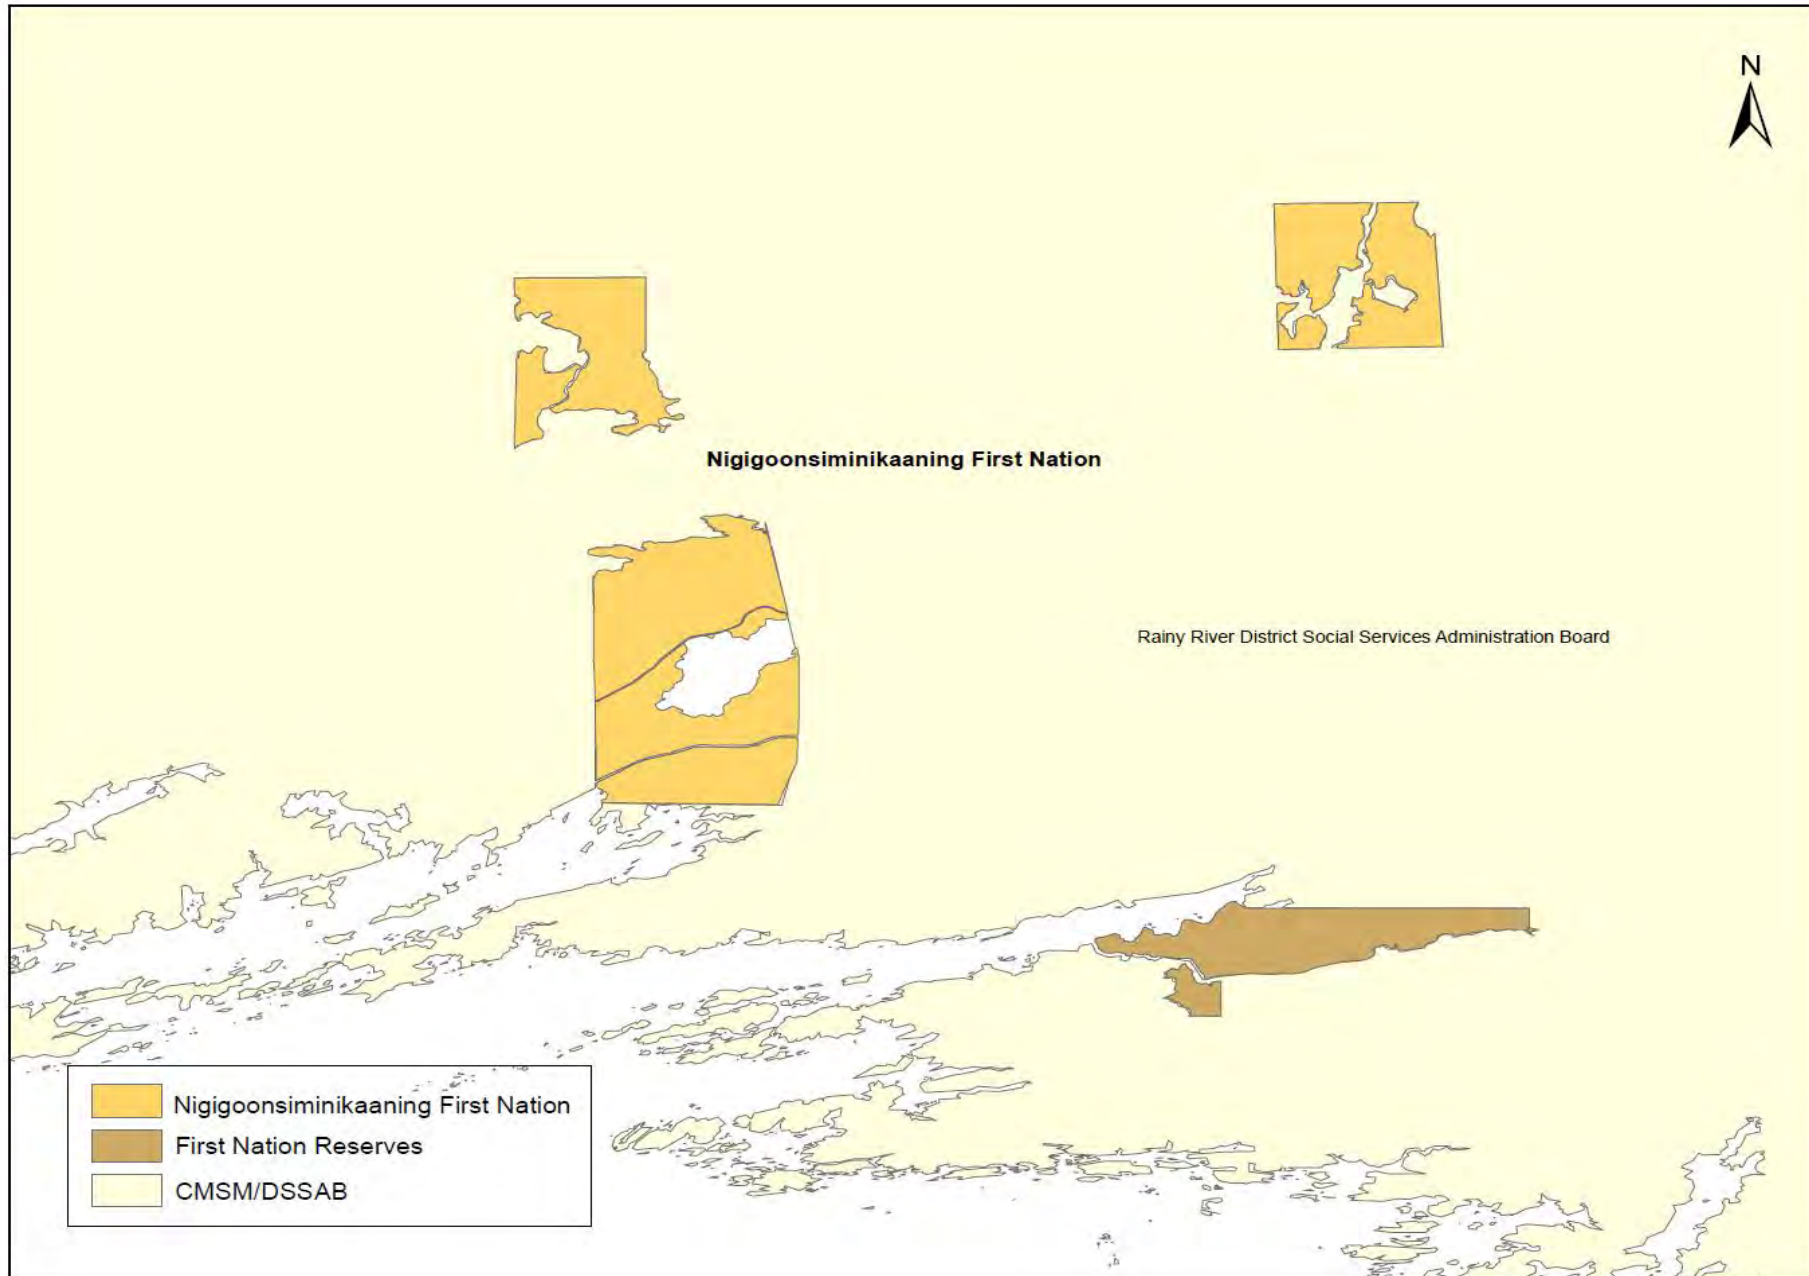 N
Nigigoonsiminikaaning First Nation
Rainy River District Social Services Administration Board
Nigigoonsiminikaaning First Nation
First Nation Reserves
CMSM/DSSAB